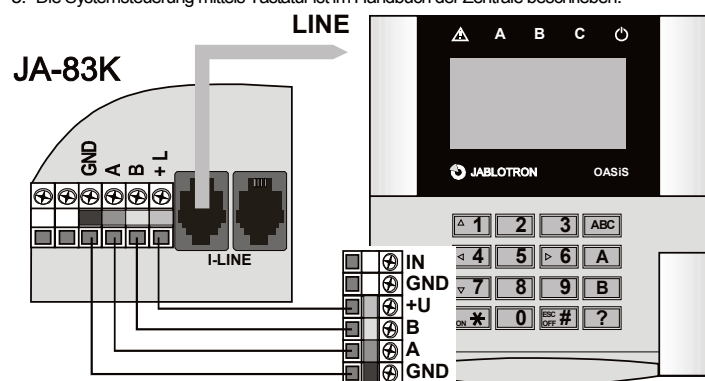 3. Die Systemsteuerung mittels Tastatur ist im Handbuch der Zentrale beschrieben.
LINE
A B C
JA-83K
GND A B +L
JABLOTRON OASiS
I-LINE
1 2 3 ABC
4 5 6 A
7 8 9 B
ON * 0 ESC OFF # ?
IN
GND
+U
B
A
GND